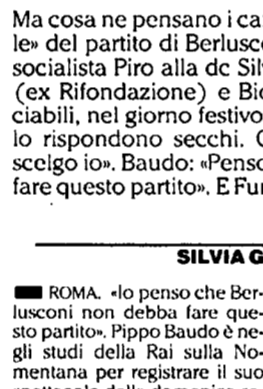 Ma cosa ne pensano i ca
le» del partito di Berlusc
socialista Piro alla dc Sil
(ex Rifondazione) e Bi
ciabili, nel giorno festivo
lo rispondono secchi.
scelgo io». Baudo: «Penso
fare questo partito». E Fu
SILVIA G
ROMA. «Io penso che Ber-
lusconi non debba fare que-
sto partito». Pippo Baudo è ne-
gli studi della Rai sulla No-
mentana per registrare il suo